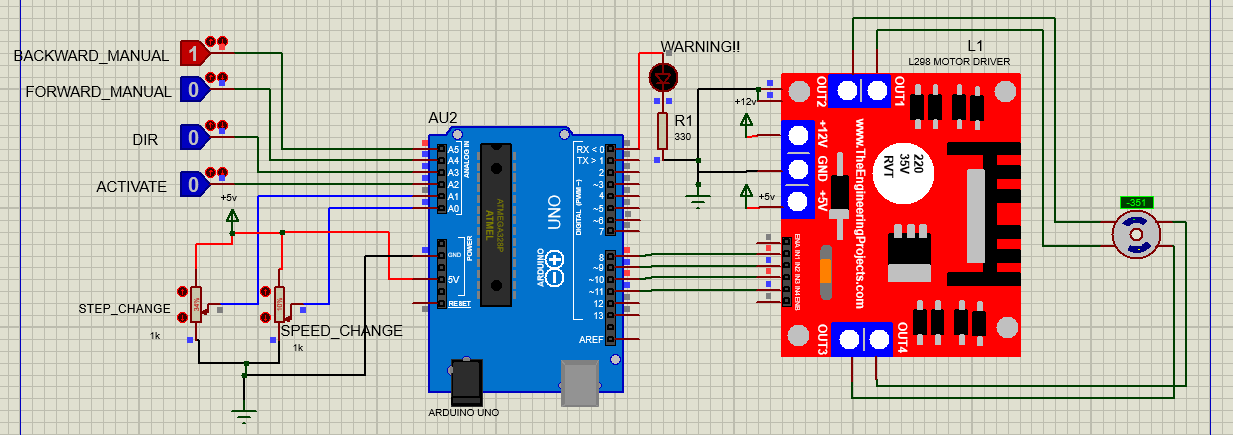 BACKWARD_MANUAL
1
FORWARD_MANUAL
0
DIR
0
ACTIVATE
0
+5v
STEP_CHANGE
1k
SPEED_CHANGE
1k
AU2
A5
A4
A3
A2
A1
A0
ANALOG IN
GND
5V
RESET
POWER
ATMEGA328P
ATMEL
UNO
ARDUINO
RX < 0
TX > 1
2
~3
4
~5
~6
7
DIGITAL (PWM~)
8
~9
~10
~11
12
13
AREF
ARDUINO UNO
WARNING!!
R1
330
+12v
+5v
L1
L298 MOTOR DRIVER
OUT2
OUT1
+12V
GND
+5V
220
35V
RVT
www.TheEngineeringProjects.com
ENA IN1 IN2 IN3 IN4 ENB
OUT3
OUT4
-351